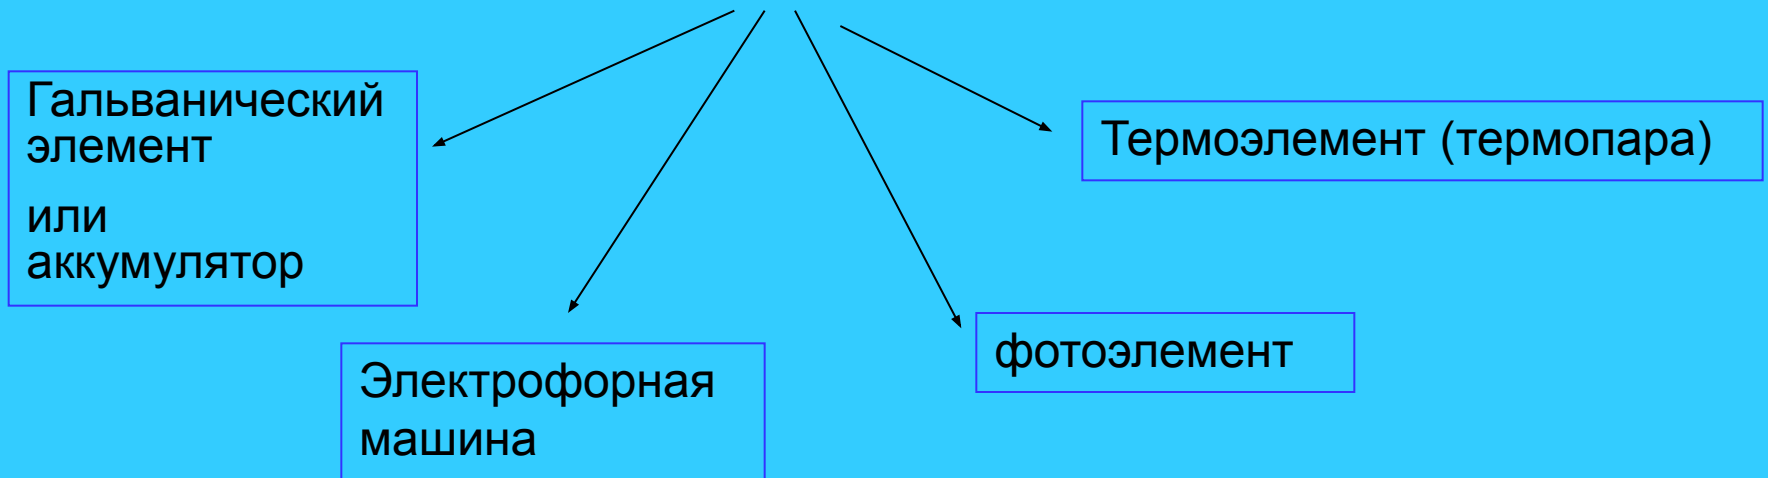 Гальванический
элемент
или
аккумулятор
Термоэлемент (термопара)
Электрофорная
машина
фотоэлемент